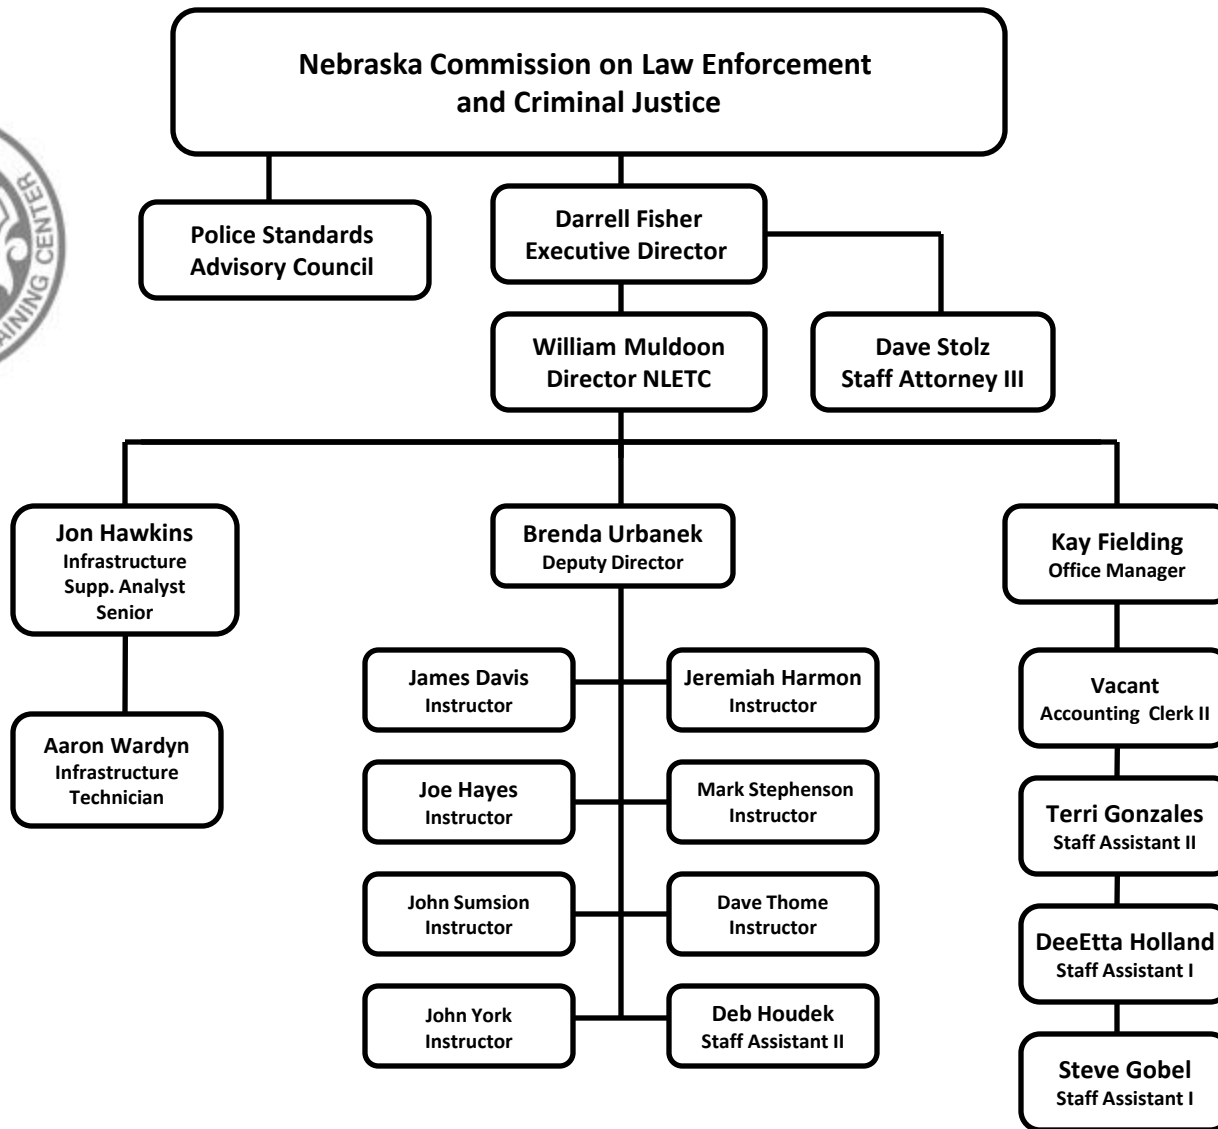 Nebraska Commission on Law Enforcement
and Criminal Justice
TRAINING CENTER
Police Standards
Advisory Council
Darrell Fisher
Executive Director
William Muldoon
Director NLETC
Dave Stolz
Staff Attorney III
Jon Hawkins
Infrastructure
Supp. Analyst
Senior
Brenda Urbanek
Deputy Director
Kay Fielding
Office Manager
Aaron Wardyn
Infrastructure
Technician
James Davis
Instructor
Jeremiah Harmon
Instructor
Joe Hayes
Instructor
Mark Stephenson
Instructor
John Sumsion
Instructor
Dave Thome
Instructor
John York
Instructor
Deb Houdek
Staff Assistant II
Vacant
Accounting  Clerk II
Terri Gonzales
Staff Assistant II
DeeEtta Holland
Staff Assistant I
Steve Gobel
Staff Assistant I